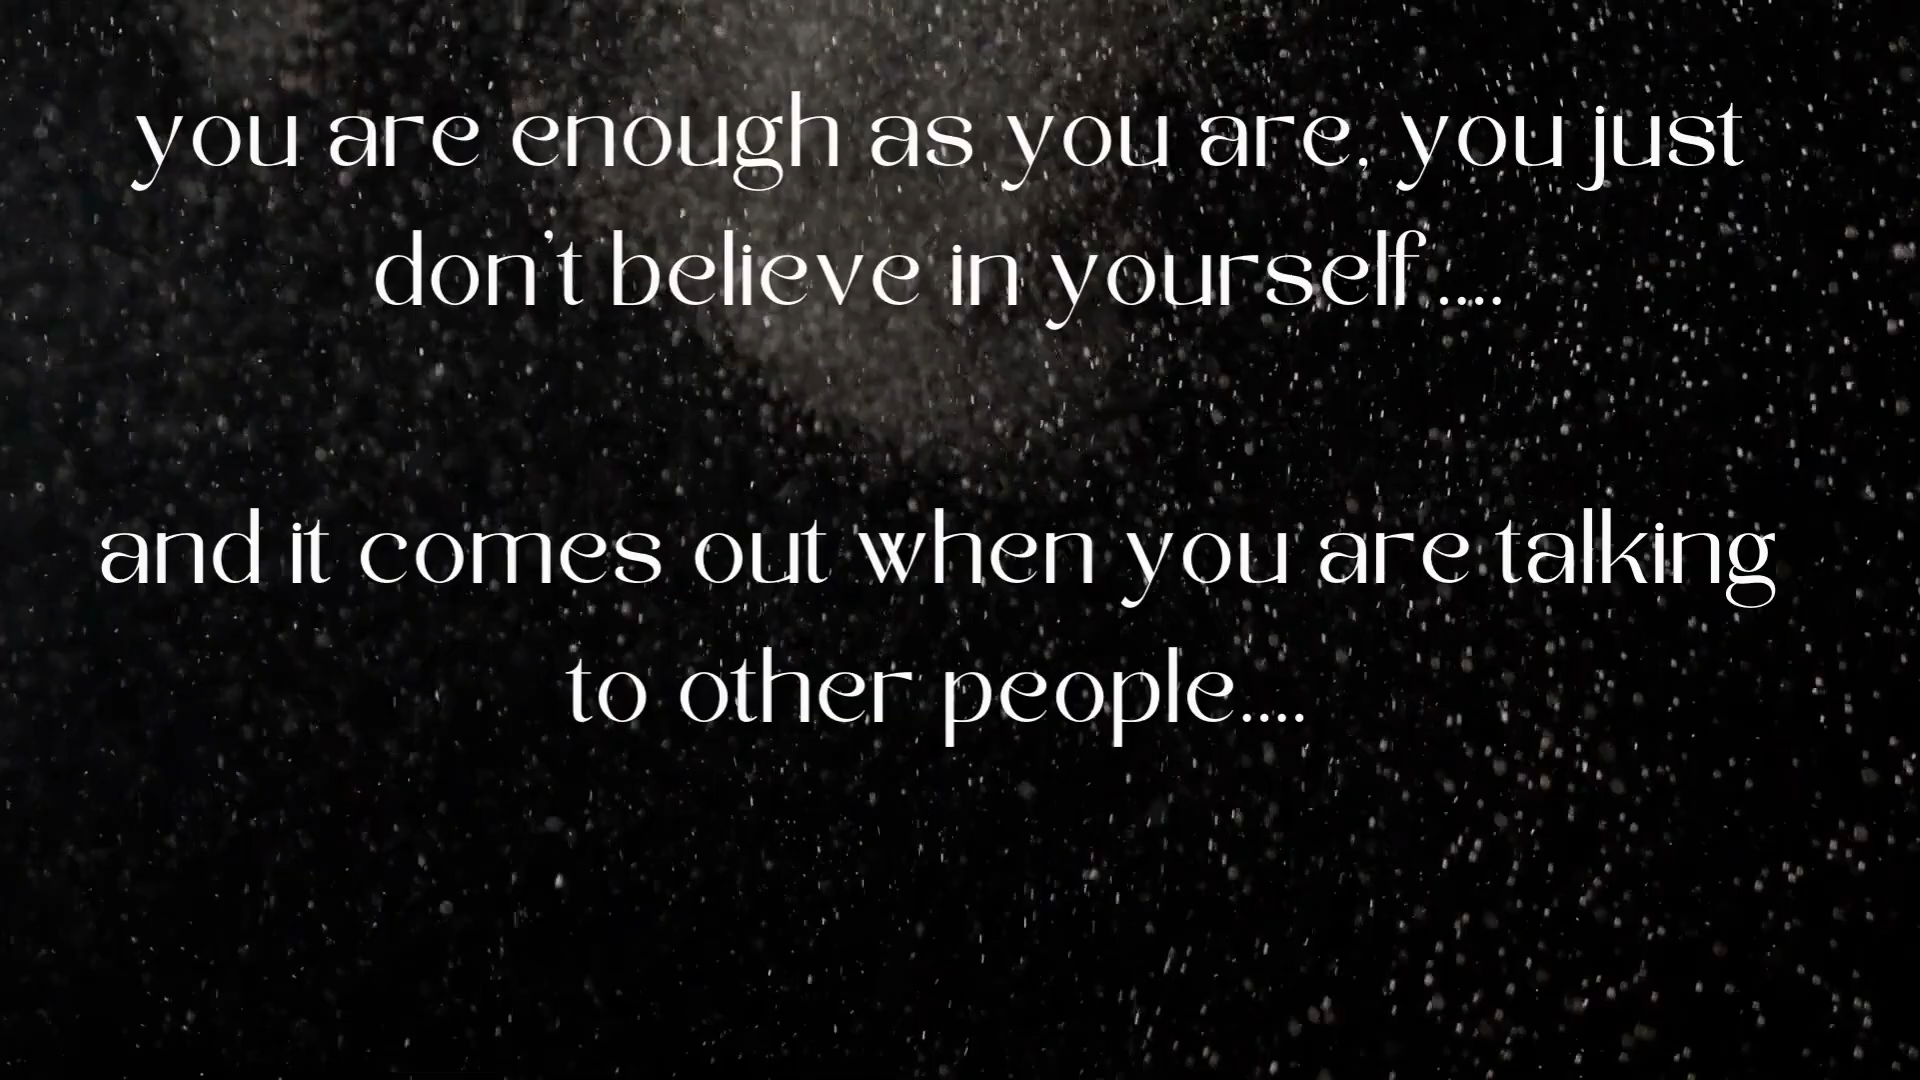 you are enough as you are, you just
don't believe in yourself....
and it comes out when you are talking
to other people....